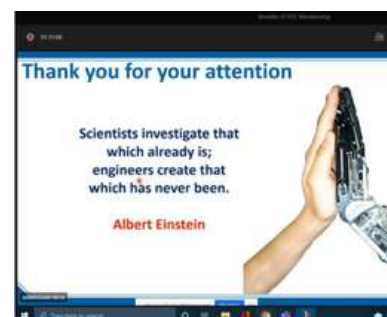 Thank you for your attention
Scientists investigate that
which already is;
engineers create that
which has never been.
Albert Einstein